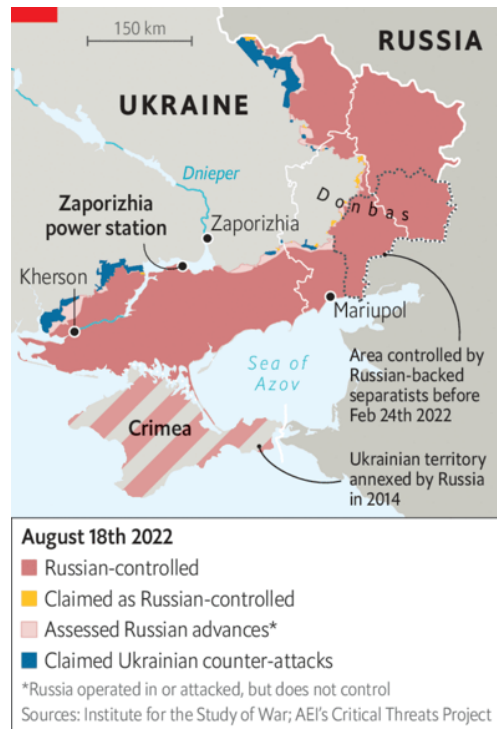 150 km
RUSSIA
UKRAINE
Dnieper
Donbas
Zaporizhia
power station
Zaporizhia
Kherson
Mariupol
Sea of
Azov
Area controlled by
Russian-backed
separatists before
Feb 24th 2022
Crimea
Ukrainian territory
annexed by Russia
in 2014
August 18th 2022
Russian-controlled
Claimed as Russian-controlled
Assessed Russian advances*
Claimed Ukrainian counter-attacks
*Russia operated in or attacked, but does not control
Sources: Institute for the Study of War; AEI's Critical Threats Project